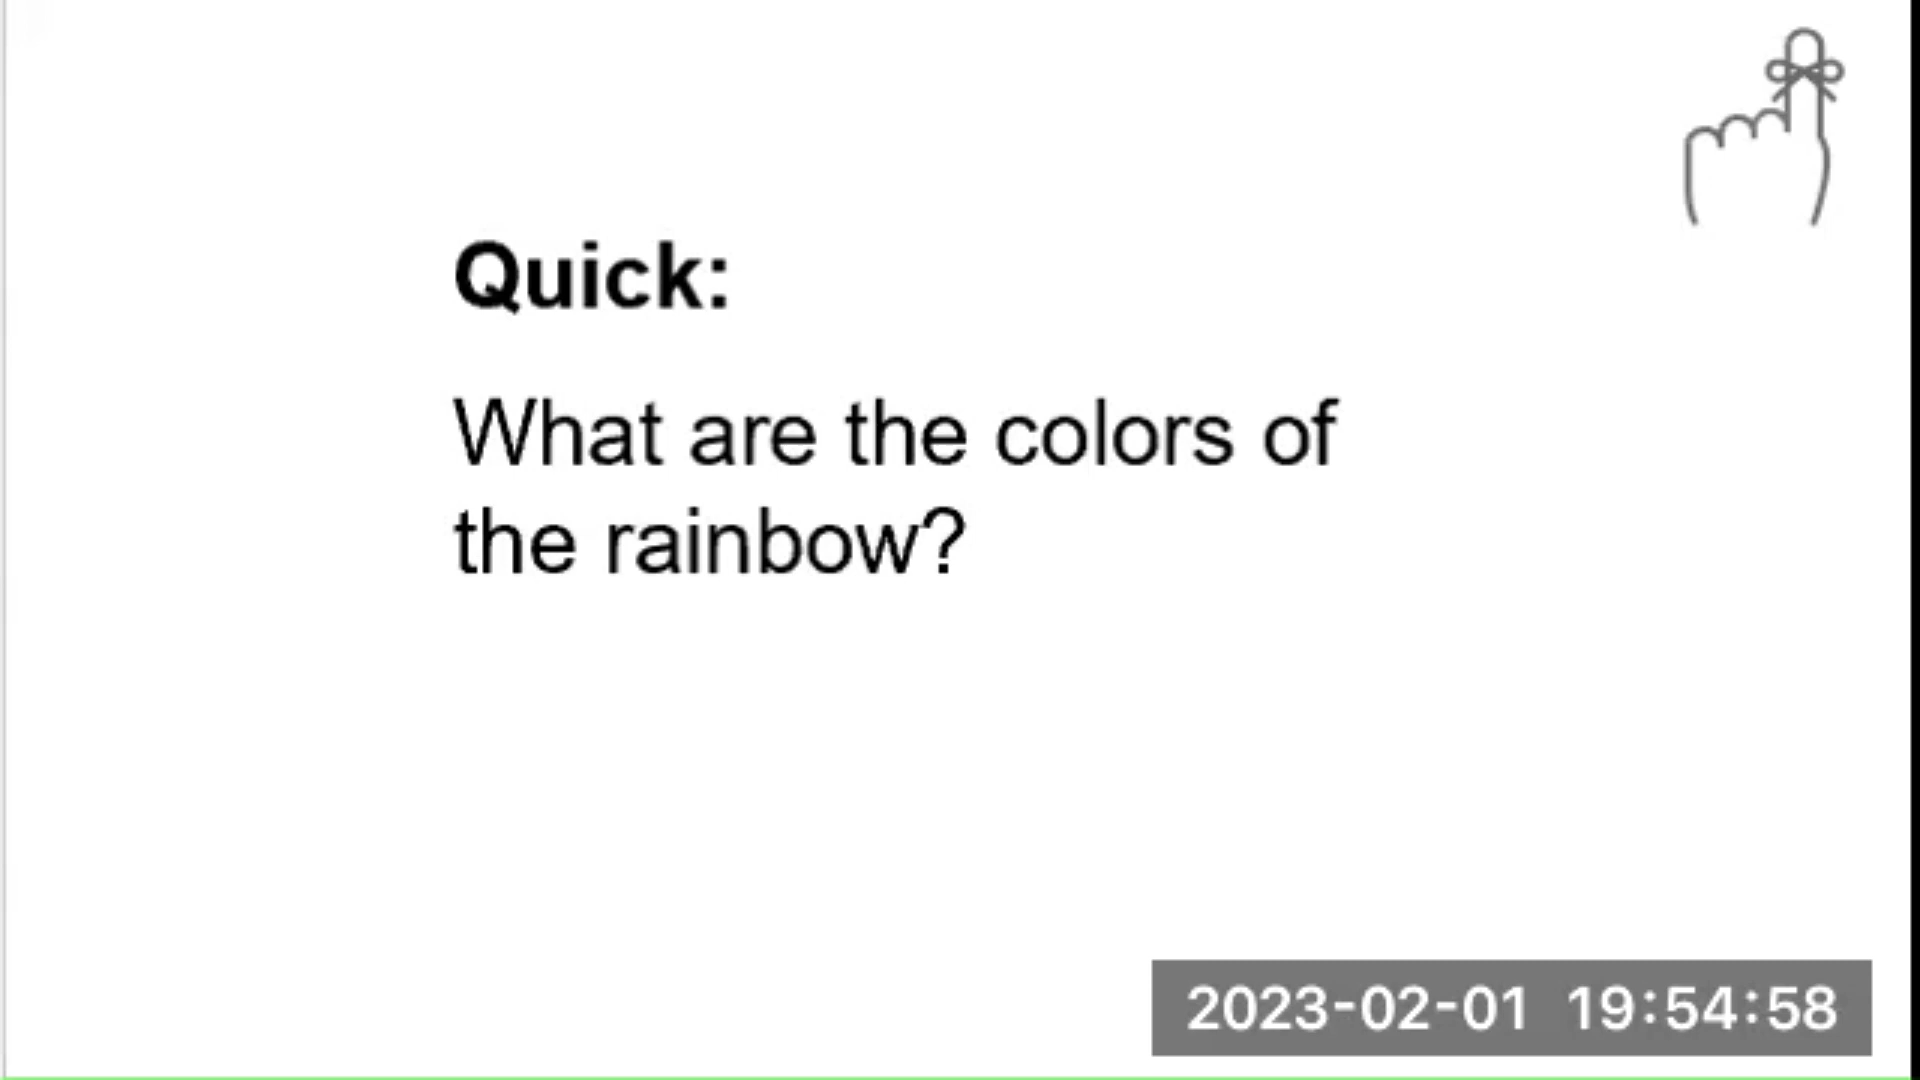 Quick:
What are the colors of
the rainbow?
2023-02-01 19:54:58